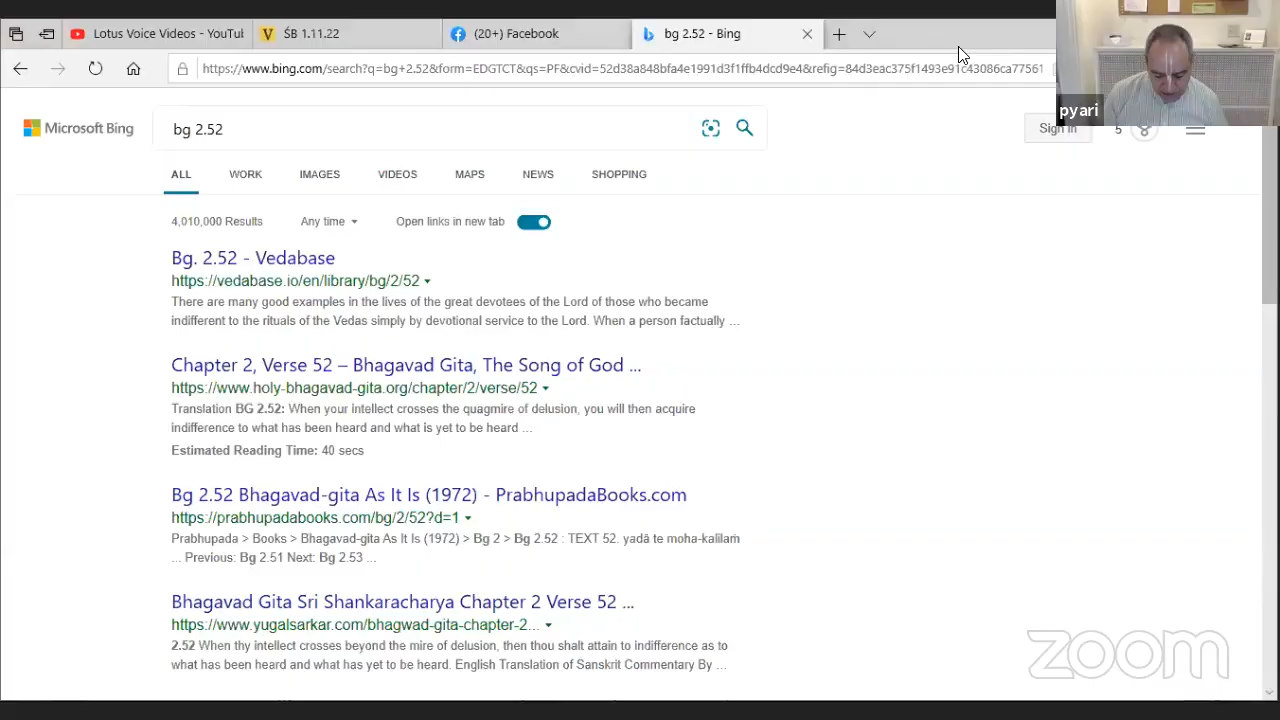 Lotus Voice Videos - YouTub
ŚB 1.11.22
(20+) Facebook
bg 2.52 - Bing
https://www.bing.com/search?q=bg+2.52&form=EDGTCT&qs=PF&cvid=52d38a848bfa4e1991d3f1ffb4dcd9e4&refig=84d3eac375f1493e91c43086ca77561
pyari
Microsoft Bing
bg 2.52
Sign in
5
ALL
WORK
IMAGES
VIDEOS
MAPS
NEWS
SHOPPING
4,010,000 Results
Any time
Open links in new tab
Bg. 2.52 - Vedabase
https://vedabase.io/en/library/bg/2/52
There are many good examples in the lives of the great devotees of the Lord of those who became
indifferent to the rituals of the Vedas simply by devotional service to the Lord. When a person factually ...
Chapter 2, Verse 52 – Bhagavad Gita, The Song of God ...
https://www.holy-bhagavad-gita.org/chapter/2/verse/52
Translation BG 2.52: When your intellect crosses the quagmire of delusion, you will then acquire
indifference to what has been heard and what is yet to be heard ...
Estimated Reading Time: 40 secs
Bg 2.52 Bhagavad-gita As It Is (1972) - PrabhupadaBooks.com
https://prabhupadabooks.com/bg/2/52?d=1
Prabhupada > Books > Bhagavad-gita As It Is (1972) > Bg 2 > Bg 2.52 : TEXT 52. yadā te moha-kalilaṁ
... Previous: Bg 2.51 Next: Bg 2.53 ...
Bhagavad Gita Sri Shankaracharya Chapter 2 Verse 52 ...
https://www.yugalsarkar.com/bhagwad-gita-chapter-2...
2.52 When thy intellect crosses beyond the mire of delusion, then thou shalt attain to indifference as to
what has been heard and what has yet to be heard. English Translation of Sanskrit Commentary By ...
zoom